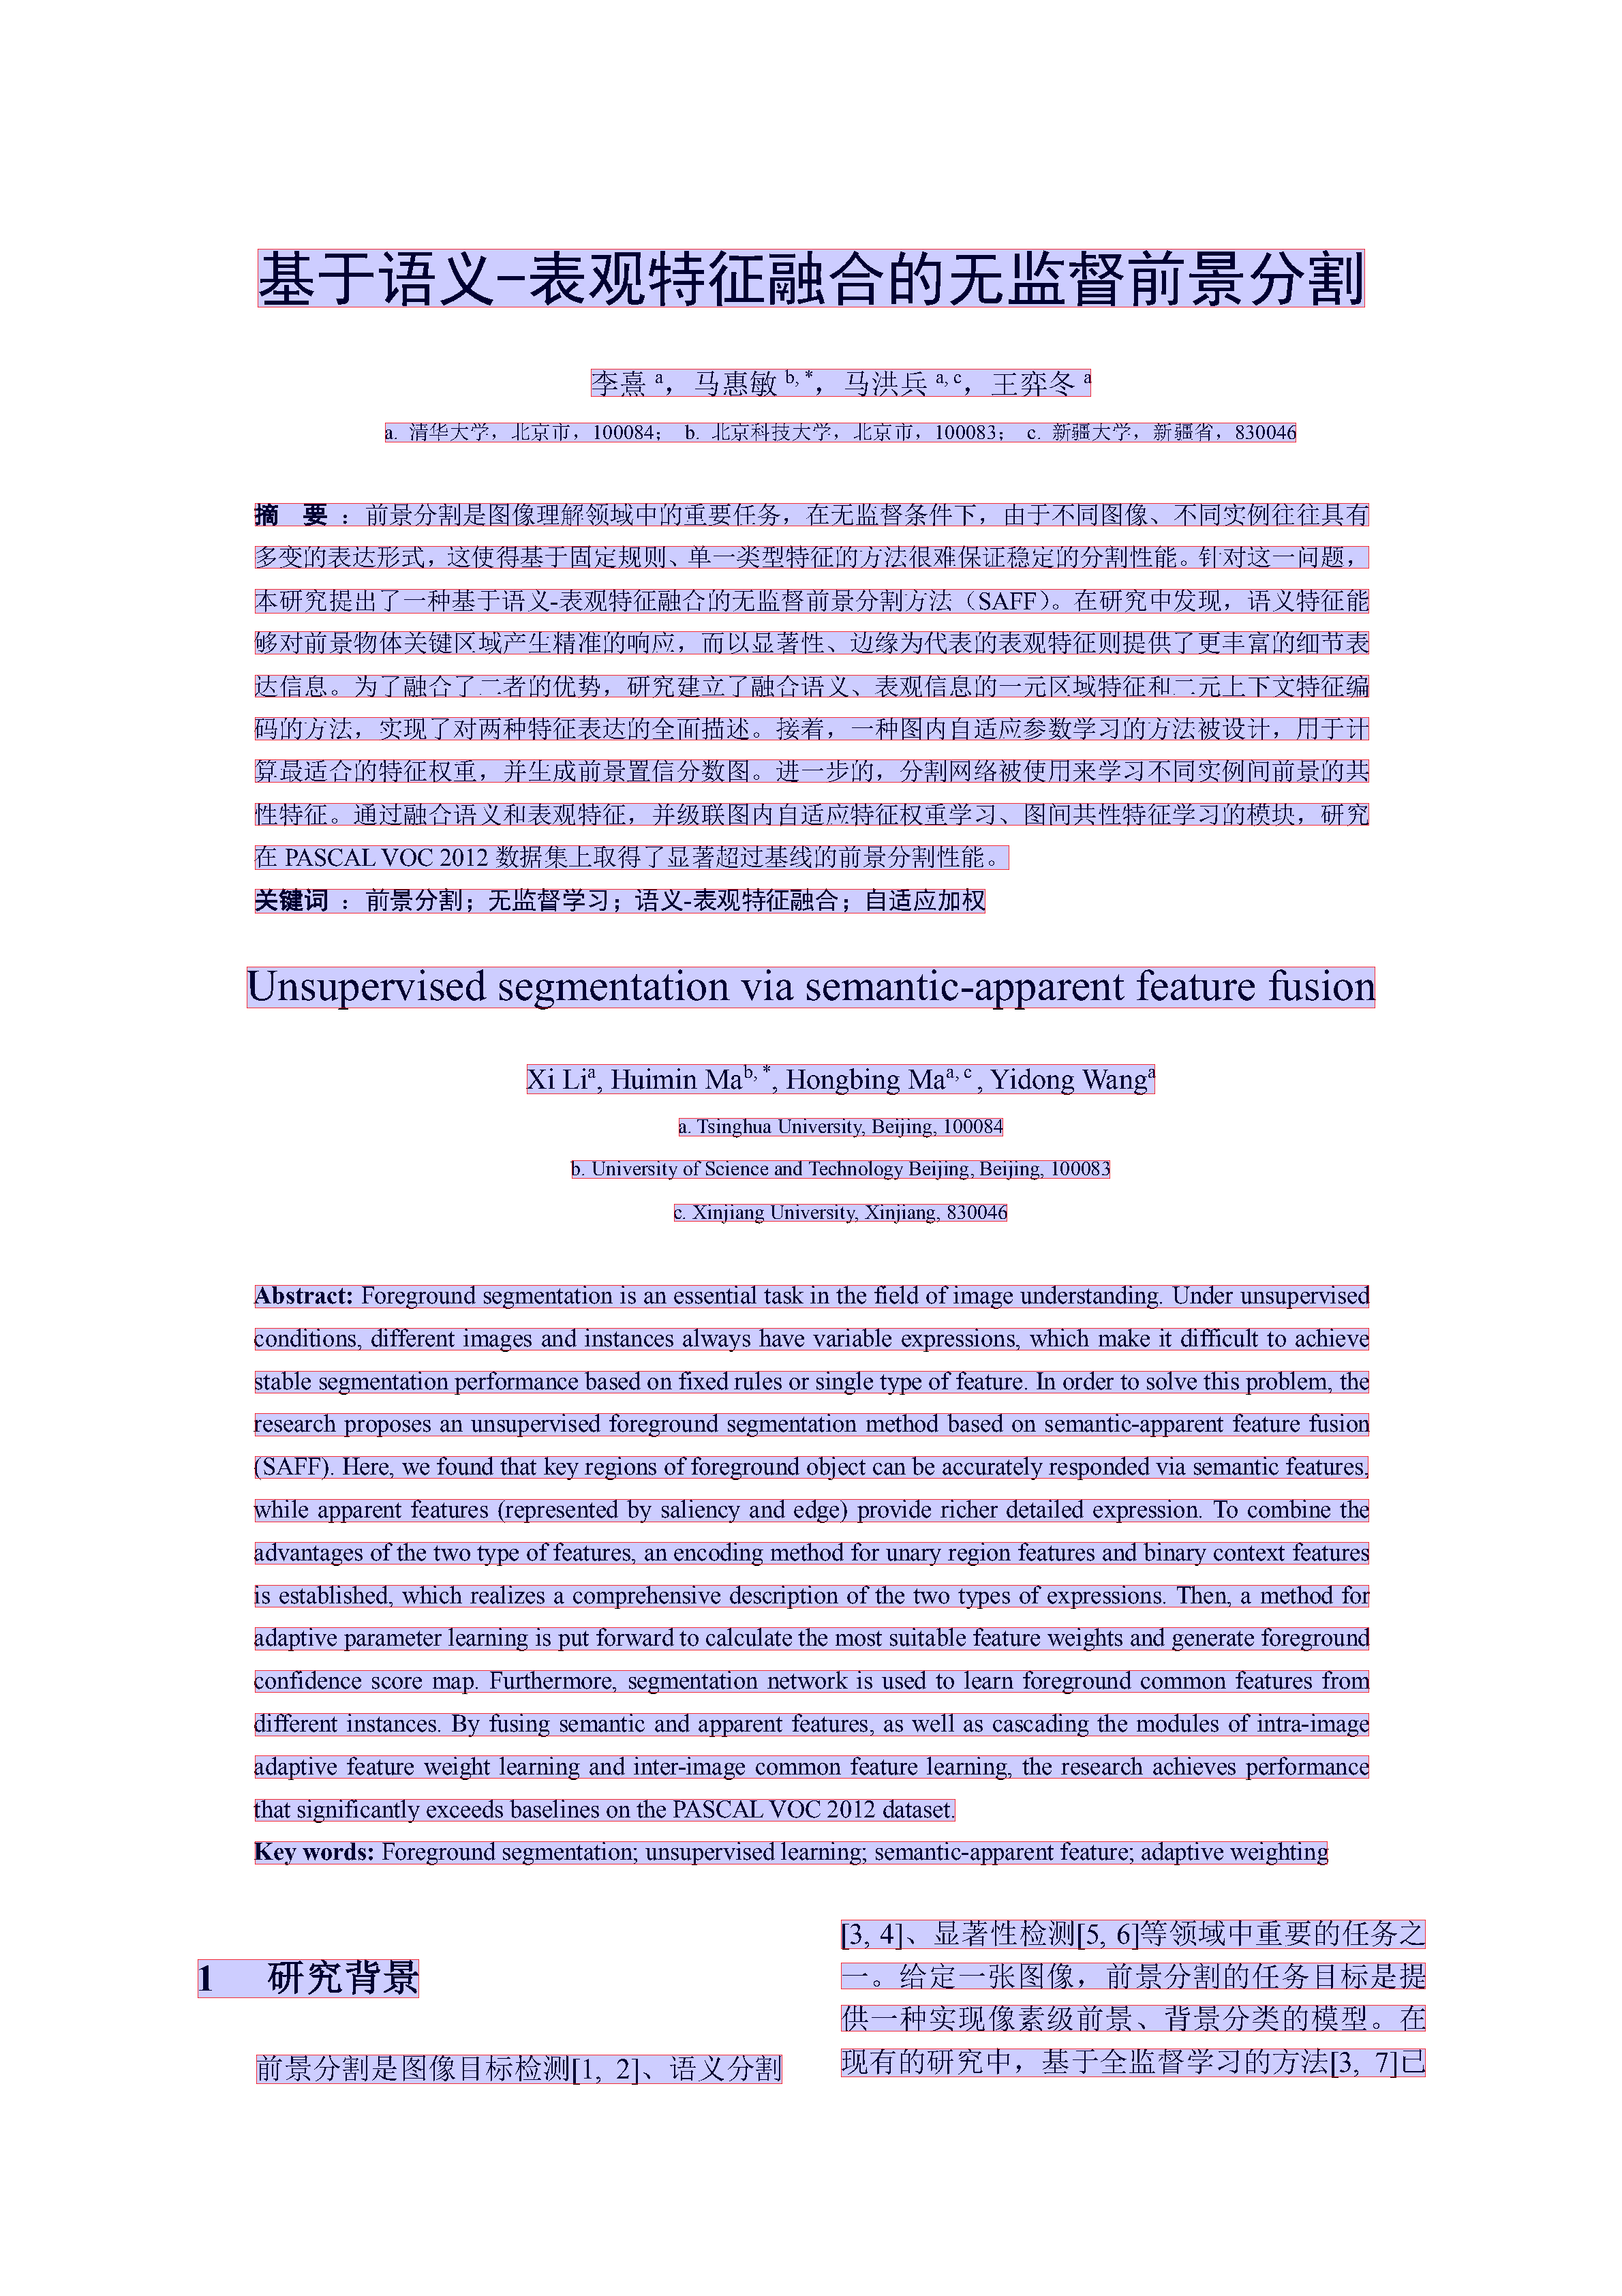 基于语义-表观特征融合的无监督前景分割
李熹 a，马惠敏 b, *，马洪兵 a, c，王弈冬 a
a. 清华大学，北京市，100084； b. 北京科技大学，北京市，100083； c. 新疆大学，新疆省，830046
摘 要 ：前景分割是图像理解领域中的重要任务，在无监督条件下，由于不同图像、不同实例往往具有
多变的表达形式，这使得基于固定规则、单一类型特征的方法很难保证稳定的分割性能。针对这一问题，
本研究提出了一种基于语义-表观特征融合的无监督前景分割方法（SAFF）。在研究中发现，语义特征能
够对前景物体关键区域产生精准的响应，而以显著性、边缘为代表的表观特征则提供了更丰富的细节表
达信息。为了融合了二者的优势，研究建立了融合语义、表观信息的一元区域特征和二元上下文特征编
码的方法，实现了对两种特征表达的全面描述。接着，一种图内自适应参数学习的方法被设计，用于计
算最适合的特征权重，并生成前景置信分数图。进一步的，分割网络被使用来学习不同实例间前景的共
性特征。通过融合语义和表观特征，并级联图内自适应特征权重学习、图间共性特征学习的模块，研究
在 PASCAL VOC 2012 数据集上取得了显著超过基线的前景分割性能。
关键词 ：前景分割；无监督学习；语义-表观特征融合；自适应加权
Unsupervised segmentation via semantic-apparent feature fusion
Xi Lia, Huimin Mab, *, Hongbing Maa, c , Yidong Wanga
a. Tsinghua University, Beijing, 100084
b. University of Science and Technology Beijing, Beijing, 100083
c. Xinjiang University, Xinjiang, 830046
Abstract: Foreground segmentation is an essential task in the field of image understanding. Under unsupervised
conditions, different images and instances always have variable expressions, which make it difficult to achieve
stable segmentation performance based on fixed rules or single type of feature. In order to solve this problem, the
research proposes an unsupervised foreground segmentation method based on semantic-apparent feature fusion
(SAFF). Here, we found that key regions of foreground object can be accurately responded via semantic features,
while apparent features (represented by saliency and edge) provide richer detailed expression. To combine the
advantages of the two type of features, an encoding method for unary region features and binary context features
is established, which realizes a comprehensive description of the two types of expressions. Then, a method for
adaptive parameter learning is put forward to calculate the most suitable feature weights and generate foreground
confidence score map. Furthermore, segmentation network is used to learn foreground common features from
different instances. By fusing semantic and apparent features, as well as cascading the modules of intra-image
adaptive feature weight learning and inter-image common feature learning, the research achieves performance
that significantly exceeds baselines on the PASCAL VOC 2012 dataset.
Key words: Foreground segmentation; unsupervised learning; semantic-apparent feature; adaptive weighting
1 研究背景
前景分割是图像目标检测[1, 2]、语义分割
[3, 4]、显著性检测[5, 6]等领域中重要的任务之
一。给定一张图像，前景分割的任务目标是提
供一种实现像素级前景、背景分类的模型。在
现有的研究中，基于全监督学习的方法[3, 7]已